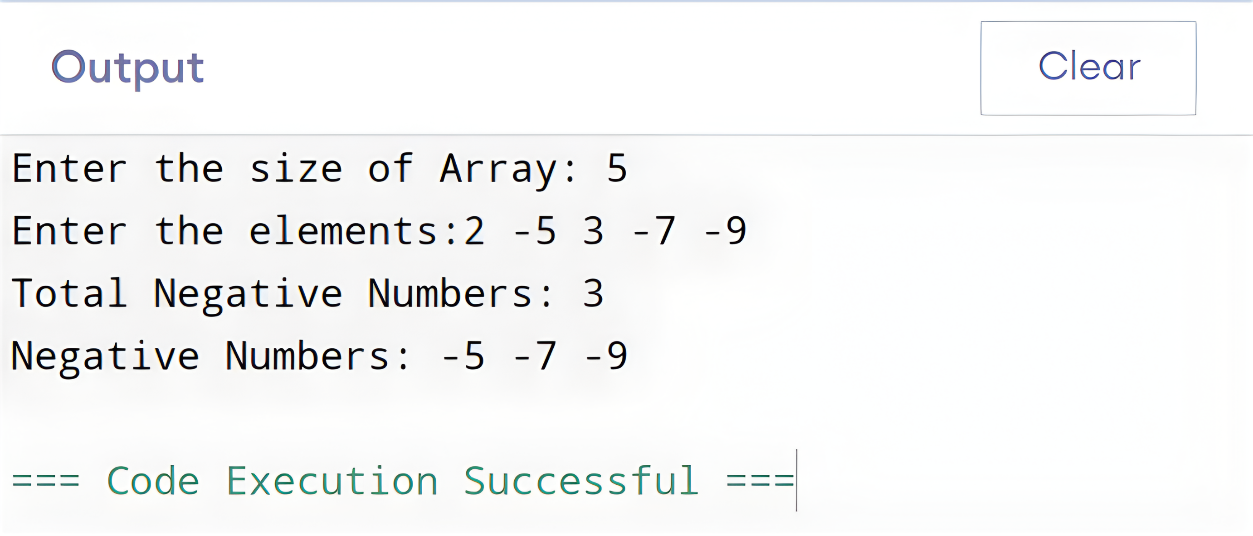 Output
Clear
Enter the size of Array: 5
Enter the elements:2 -5 3 -7 -9
Total Negative Numbers: 3
Negative Numbers: -5 -7 -9
=== Code Execution Successful ===